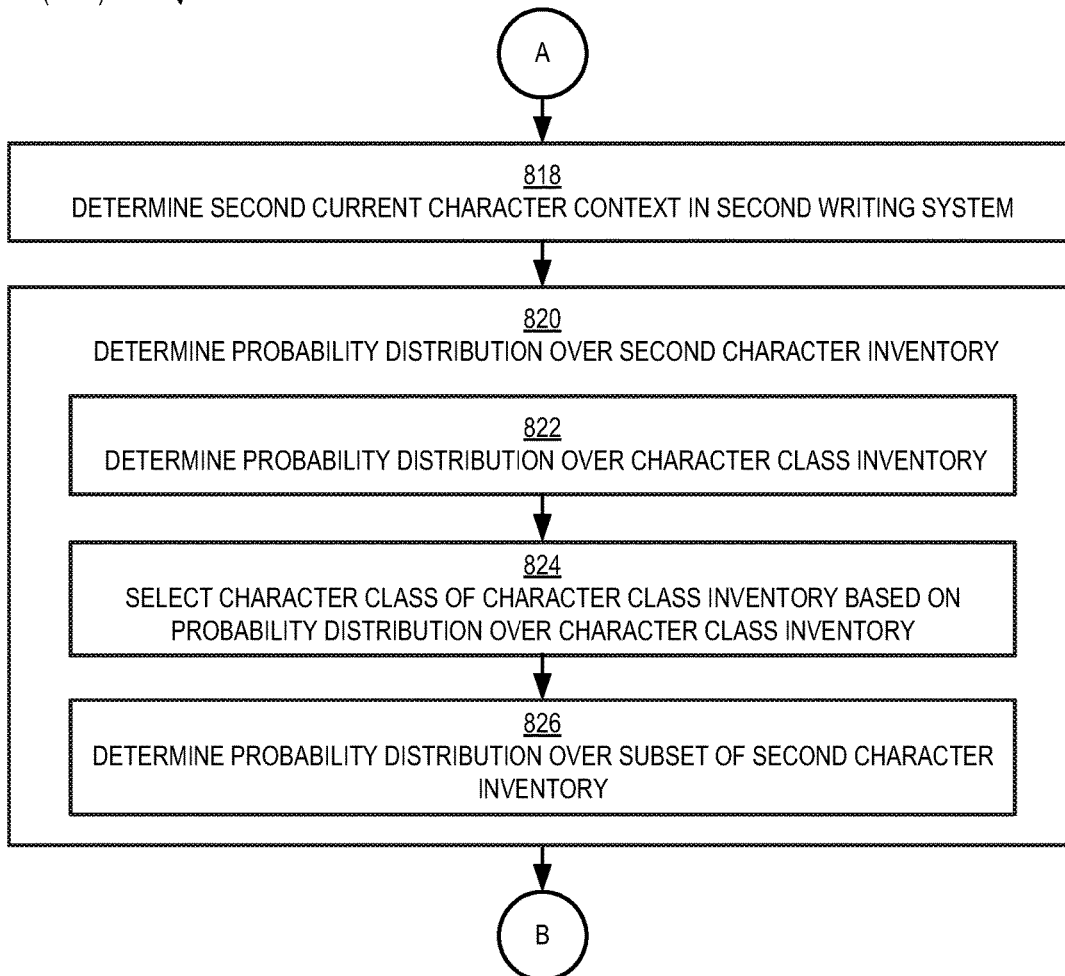 A
818
DETERMINE SECOND CURRENT CHARACTER CONTEXT IN SECOND WRITING SYSTEM
820
DETERMINE PROBABILITY DISTRIBUTION OVER SECOND CHARACTER INVENTORY
822
DETERMINE PROBABILITY DISTRIBUTION OVER CHARACTER CLASS INVENTORY
824
SELECT CHARACTER CLASS OF CHARACTER CLASS INVENTORY BASED ON
PROBABILITY DISTRIBUTION OVER CHARACTER CLASS INVENTORY
826
DETERMINE PROBABILITY DISTRIBUTION OVER SUBSET OF SECOND CHARACTER
INVENTORY
B